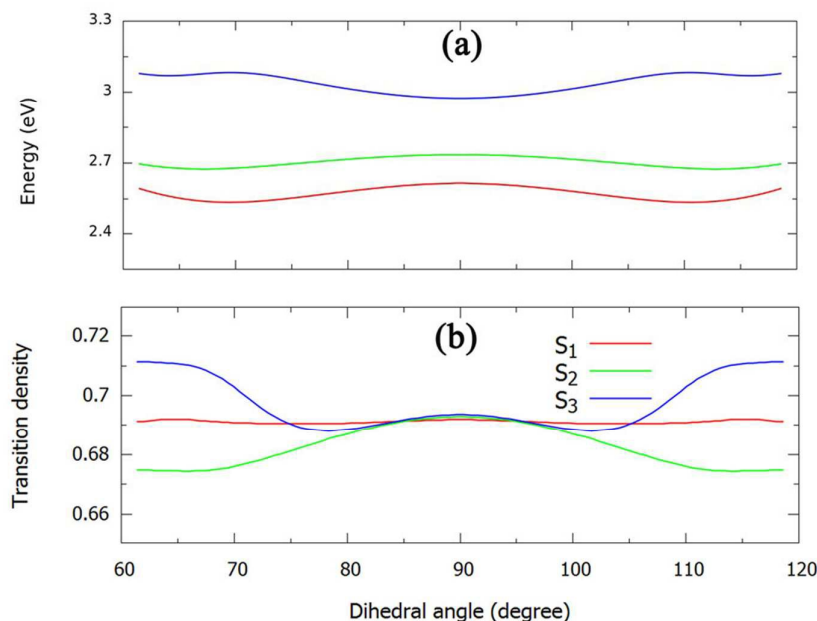 (a)
3.3
3
2.7
2.4
Energy (eV)
(b)
S1
S2
S3
0.72
0.7
0.68
0.66
Transition density
60 70 80 90 100 110 120
Dihedral angle (degree)